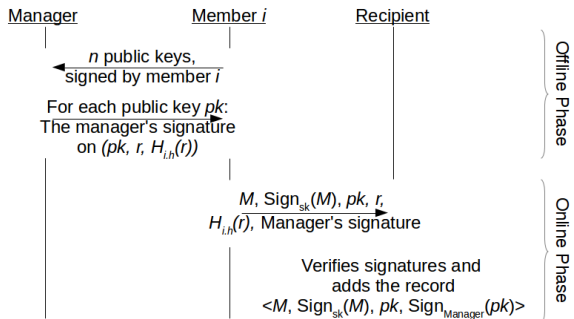 Manager Member i Recipient
n public keys,
signed by member i
For each public key pk:
The manager's signature
on (pk, r, Hi.h(r))
Offline Phase
M, Signsk(M), pk, r,
Hi.h(r), Manager's signature
Verifies signatures and
adds the record
<M, Signsk(M), pk, SignManager(pk)>
Online Phase